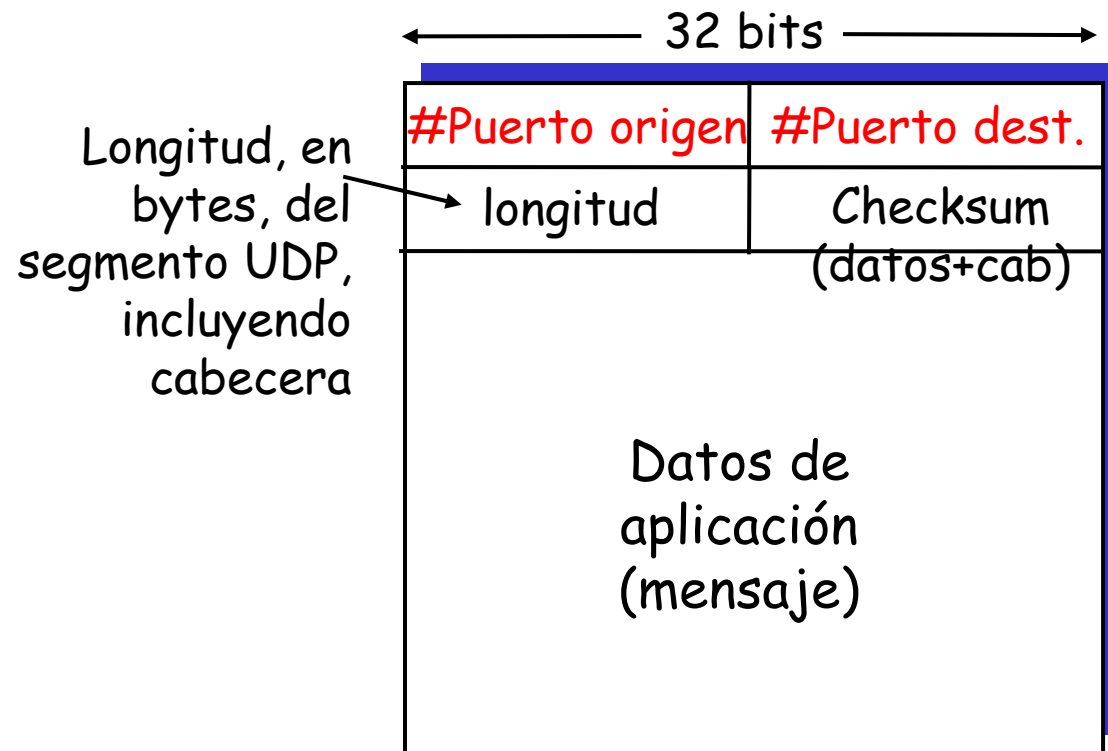 32 bits
#Puerto origen
#Puerto dest.
Longitud, en
bytes, del
segmento UDP,
incluyendo
cabecera
longitud
Checksum
(datos+cab)
Datos de
aplicación
(mensaje)